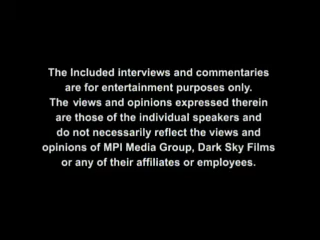 The Included interviews and commentaries
are for entertainment purposes only.
The views and opinions expressed therein
are those of the individual speakers and
do not necessarily reflect the views and
opinions of MPI Media Group, Dark Sky Films
or any of their affiliates or employees.